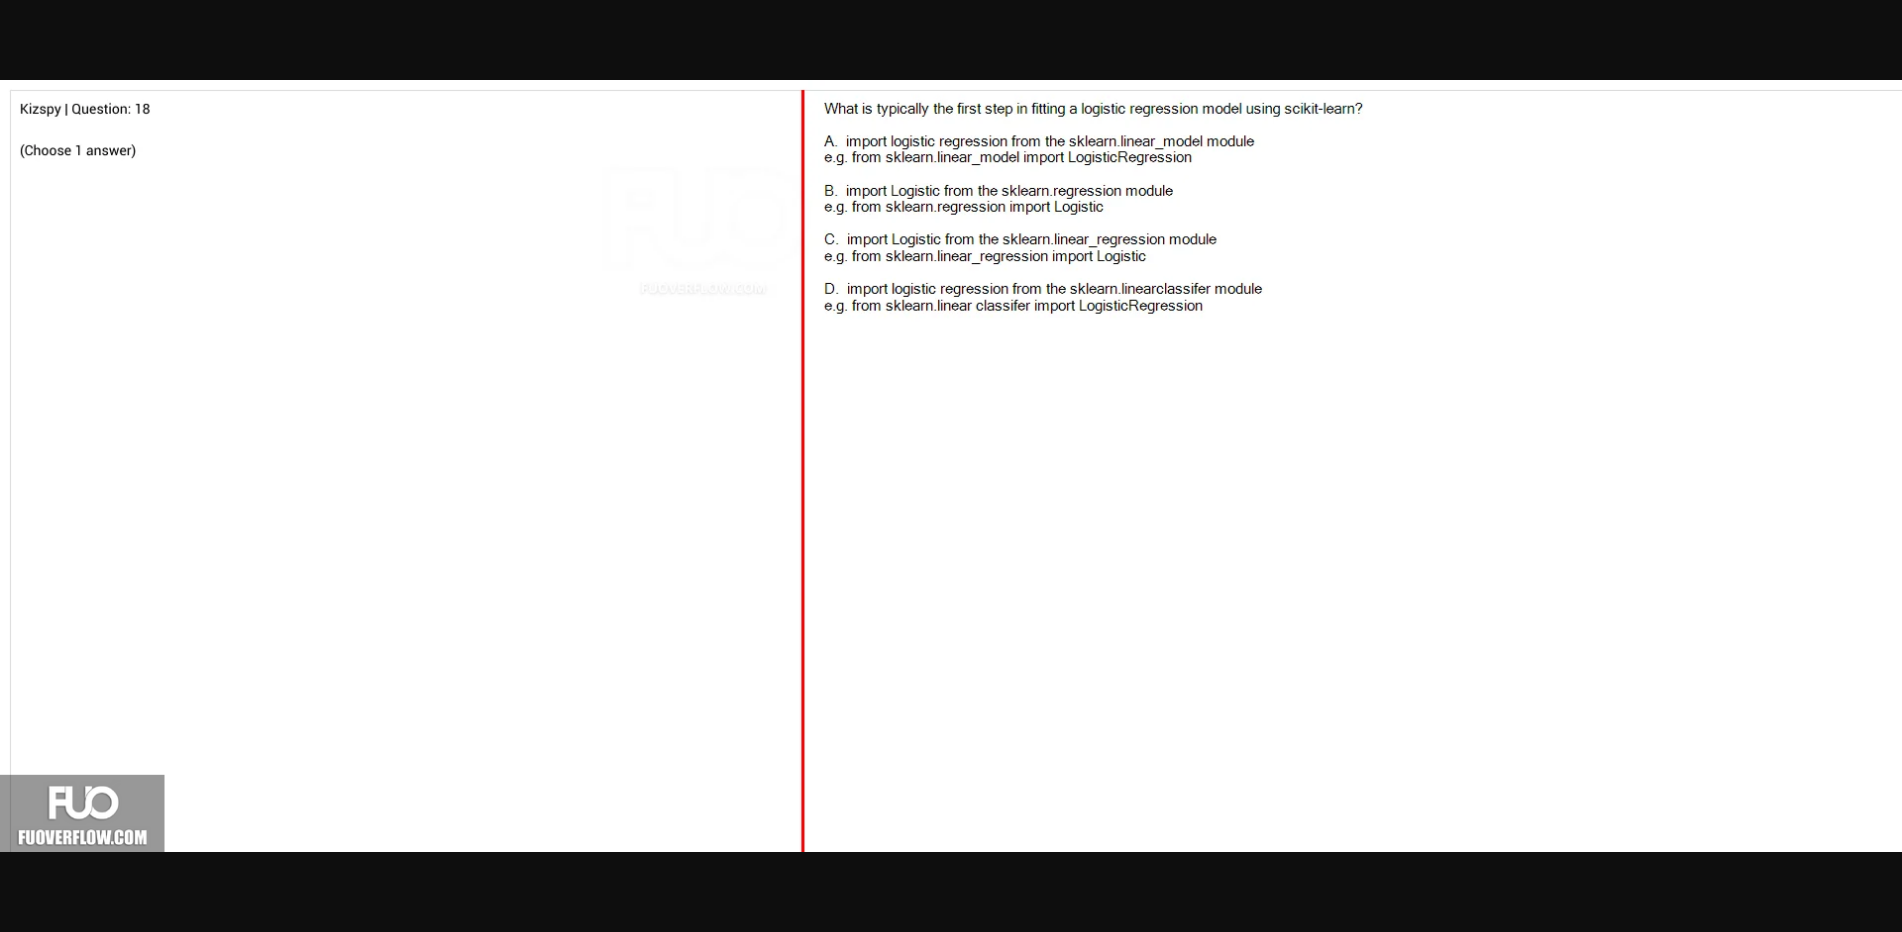 Kizspy | Question: 18
(Choose 1 answer)
FUO
FUOVERFLOW.COM
What is typically the first step in fitting a logistic regression model using scikit-learn?
A.  import logistic regression from the sklearn.linear_model module
e.g. from sklearn.linear_model import LogisticRegression
B.  import Logistic from the sklearn.regression module
e.g. from sklearn.regression import Logistic
C.  import Logistic from the sklearn.linear_regression module
e.g. from sklearn.linear_regression import Logistic
D.  import logistic regression from the sklearn.linearclassifer module
e.g. from sklearn.linear classifer import LogisticRegression
FUO
FUOVERFLOW.COM